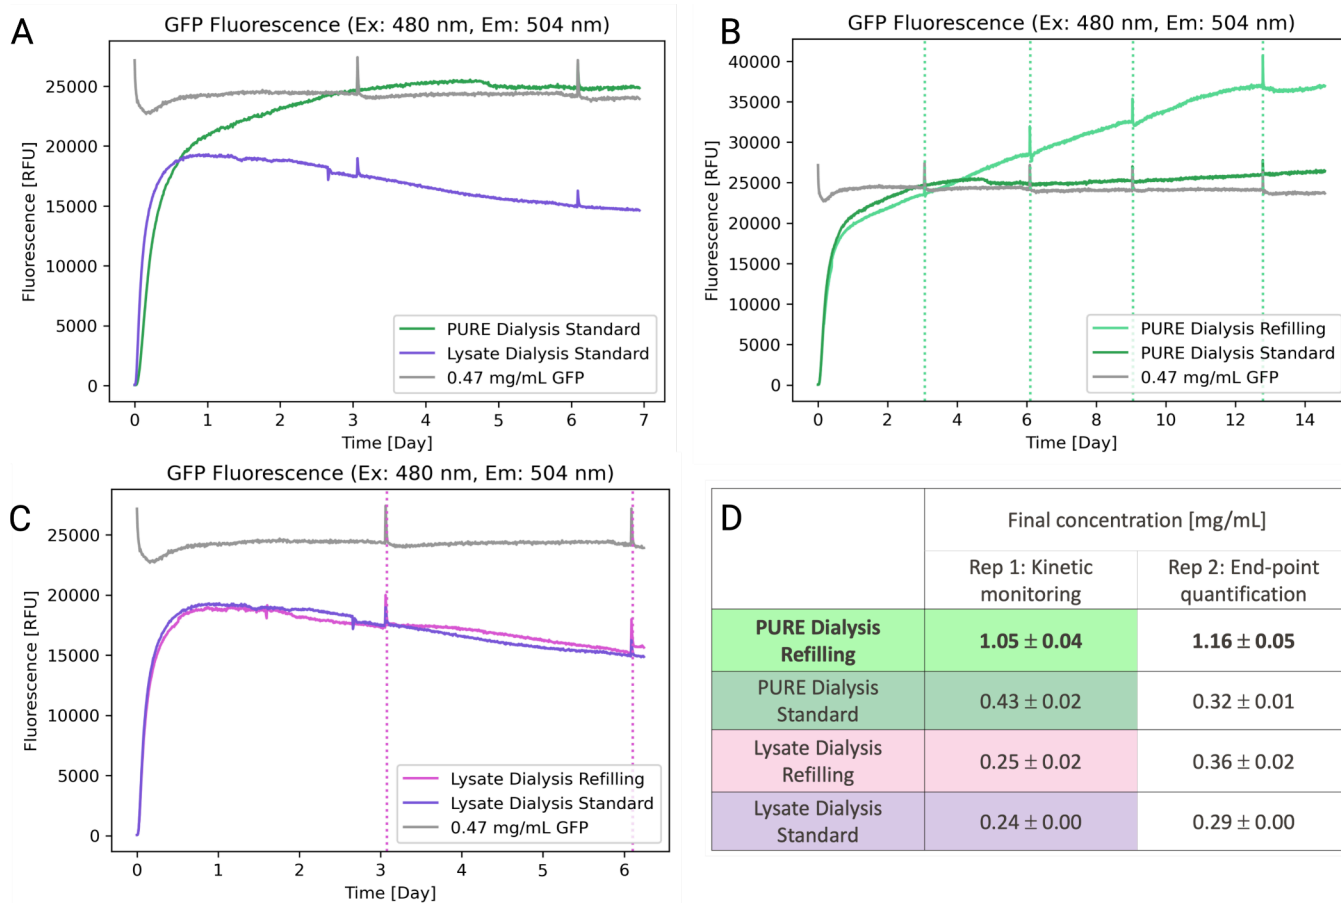 A
GFP Fluorescence (Ex: 480 nm, Em: 504 nm)
25000
20000
15000
10000
5000
0
Fluorescence [RFU]
PURE Dialysis Standard
Lysate Dialysis Standard
0.47 mg/mL GFP
0 1 2 3 4 5 6 7
Time [Day]
B
GFP Fluorescence (Ex: 480 nm, Em: 504 nm)
40000
35000
30000
25000
20000
15000
10000
5000
0
Fluorescence [RFU]
PURE Dialysis Refilling
PURE Dialysis Standard
0.47 mg/mL GFP
0 2 4 6 8 10 12 14
Time [Day]
C
GFP Fluorescence (Ex: 480 nm, Em: 504 nm)
25000
20000
15000
10000
5000
0
Fluorescence [RFU]
Lysate Dialysis Refilling
Lysate Dialysis Standard
0.47 mg/mL GFP
0 1 2 3 4 5 6
Time [Day]
D
Final concentration [mg/mL]
Rep 1: Kinetic
monitoring
Rep 2: End-point
quantification
PURE Dialysis
Refilling
1.05 ± 0.04
1.16 ± 0.05
PURE Dialysis
Standard
0.43 ± 0.02
0.32 ± 0.01
Lysate Dialysis
Refilling
0.25 ± 0.02
0.36 ± 0.02
Lysate Dialysis
Standard
0.24 ± 0.00
0.29 ± 0.00